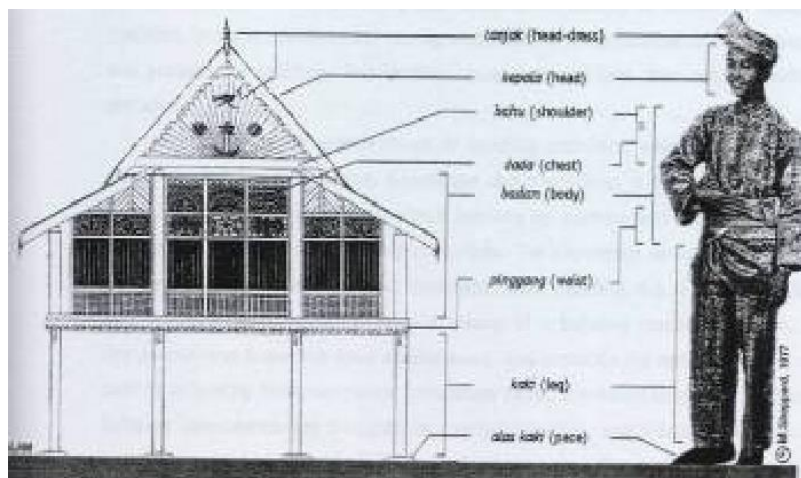 tanjak (head-dress)
kepala (head)
bahu (shoulder)
dada (chest)
badan (body)
pinggang (waist)
kaki (leg)
alas kaki (pace)
© M Sheppard, 1977